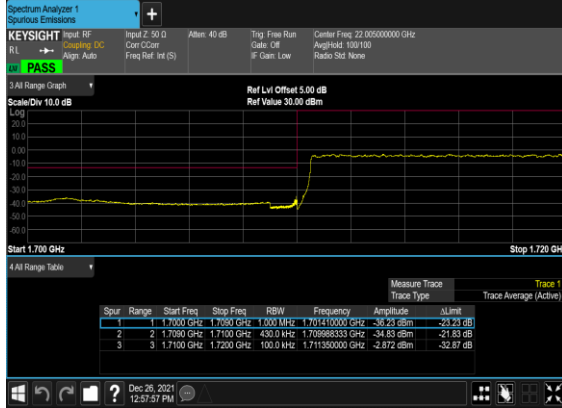 Spectrum Analyzer 1
Spurious Emissions
+
KEYSIGHT Input: RF Input Z: 50 Ω Atten: 40 dB Trig: Free Run Center Freq: 22.005000000 GHz
RL Coupling: DC Corr CCorr Gate: Off Avg|Hold: 100/100
Align: Auto Freq Ref: Int (S) IF Gain: Low Radio Std: None
PASS
3 All Range Graph Ref Lvl Offset 5.00 dB
Scale/Div 10.0 dB Ref Value 30.00 dBm
Log
20.0
10.0
0.00
-10.0
-20.0
-30.0
-40.0
-50.0
-60.0
Start 1.700 GHz Stop 1.720 GH
4 All Range Table
Measure Trace Trace 1
Trace Type Trace Average (Active)
Spur Range Start Freq Stop Freq RBW Frequency Amplitude ΔLimit
1 1 1.7000 GHz 1.7090 GHz 1.000 MHz 1.701410000 GHz -36.23 dBm -23.23 dB
2 2 1.7090 GHz 1.7100 GHz 430.0 kHz 1.709988333 GHz -34.83 dBm -21.83 dB
3 3 1.7100 GHz 1.7200 GHz 100.0 kHz 1.711350000 GHz -2.872 dBm -32.87 dB
? Dec 26, 2021
12:57:57 PM